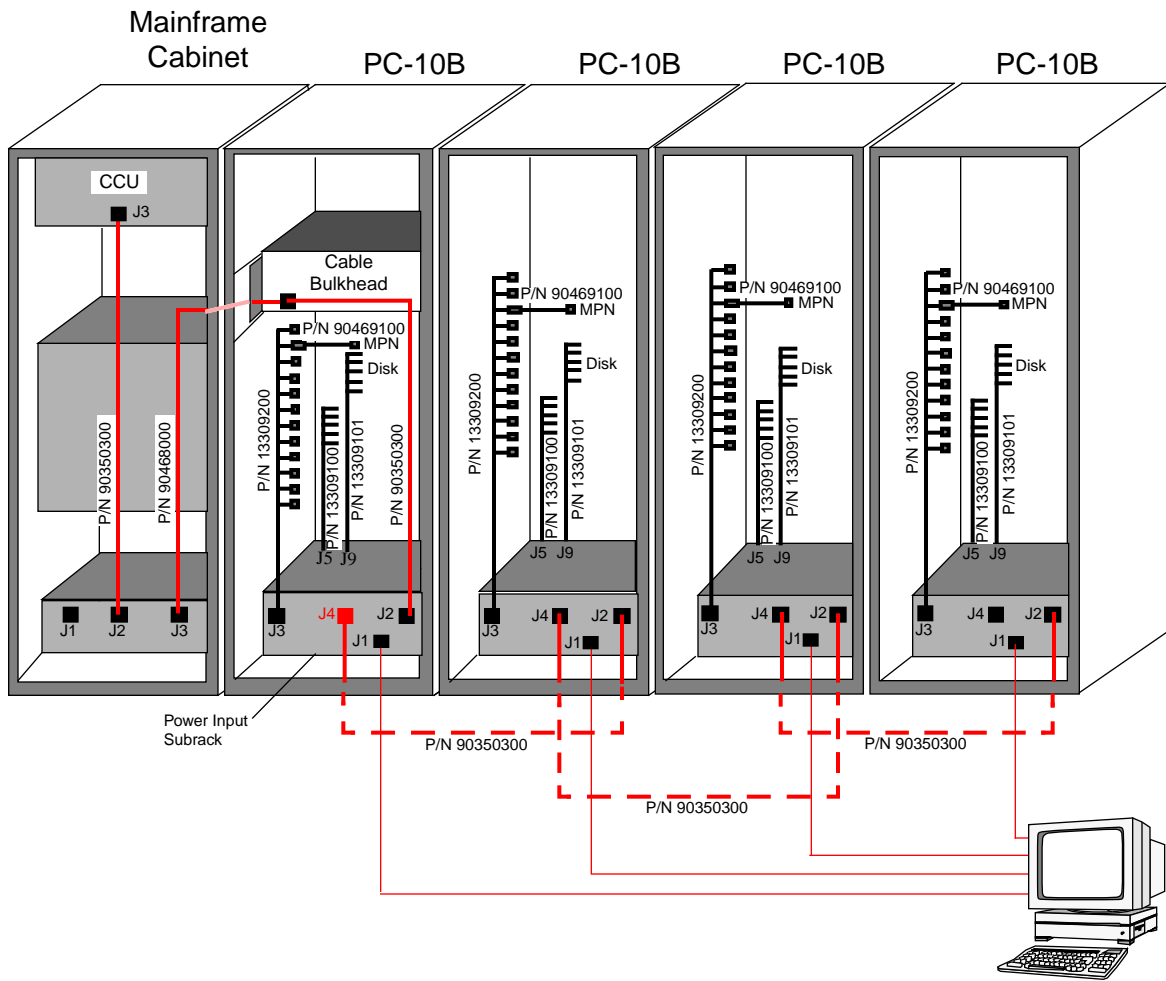 Mainframe
Cabinet
PC-10B
PC-10B
PC-10B
PC-10B
CCU
J3
P/N 90350300
P/N 90468000
J1
J2
J3
Cable
Bulkhead
P/N 90469100
MPN
Disk
P/N 13309200
P/N 13309100
P/N 13309101
P/N 90350300
J5
J9
J3
J4
J2
J1
P/N 90469100
MPN
Disk
P/N 13309200
P/N 13309100
P/N 13309101
J5
J9
J3
J4
J2
J1
P/N 90469100
MPN
Disk
P/N 13309200
P/N 13309100
P/N 13309101
J5
J9
J3
J4
J2
J1
P/N 90469100
MPN
Disk
P/N 13309200
P/N 13309100
P/N 13309101
J5
J9
J3
J4
J2
J1
Power Input
Subrack
P/N 90350300
P/N 90350300
P/N 90350300